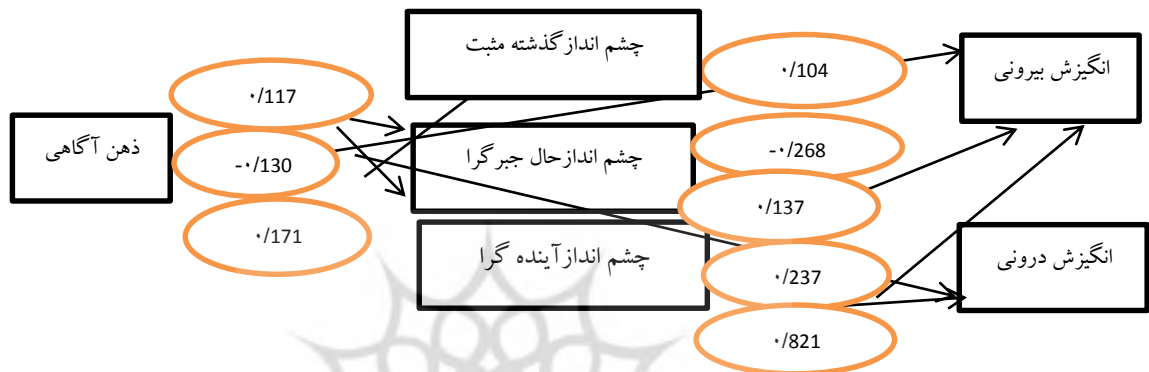 چشم اندازگذشته مثبت
انگیزش بیرونی
۰/104
۰/117
ذهن آگاهی
-۰/130
چشم اندازحال جبرگرا
-۰/268
۰/137
۰/171
چشم اندازآینده گرا
انگیزش درونی
۰/237
۰/821